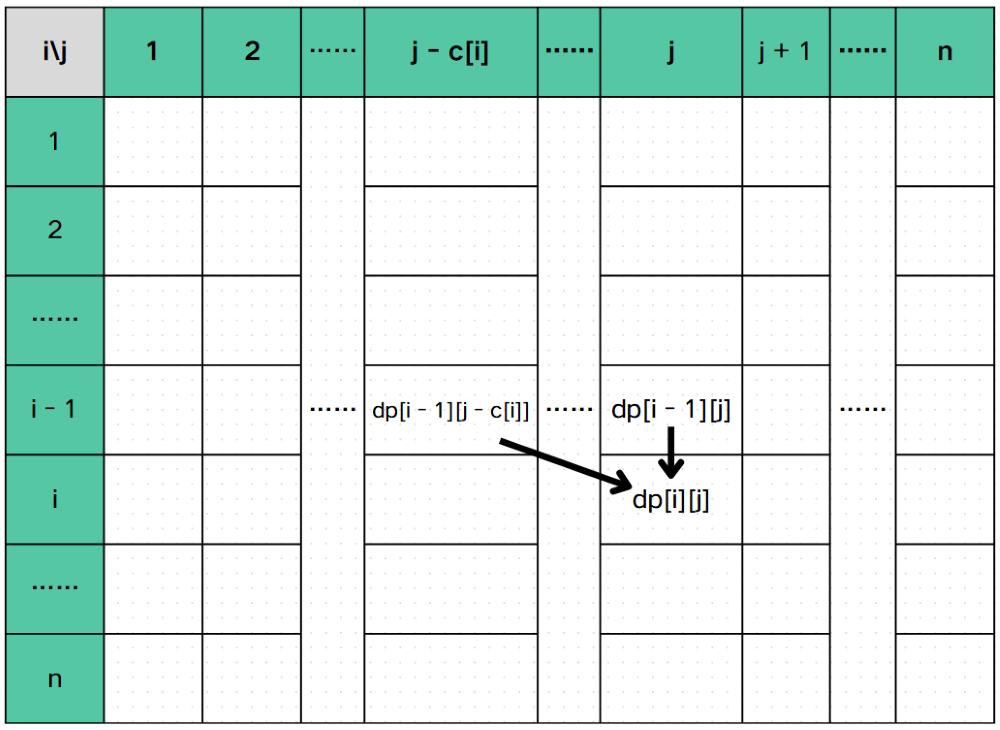 i\j 1 2 ...... j - c[i] ...... j j + 1 ...... n
1
2
......
i - 1 ...... dp[i - 1][j - c[i]] ...... dp[i - 1][j] ......
i dp[i][j]
......
n